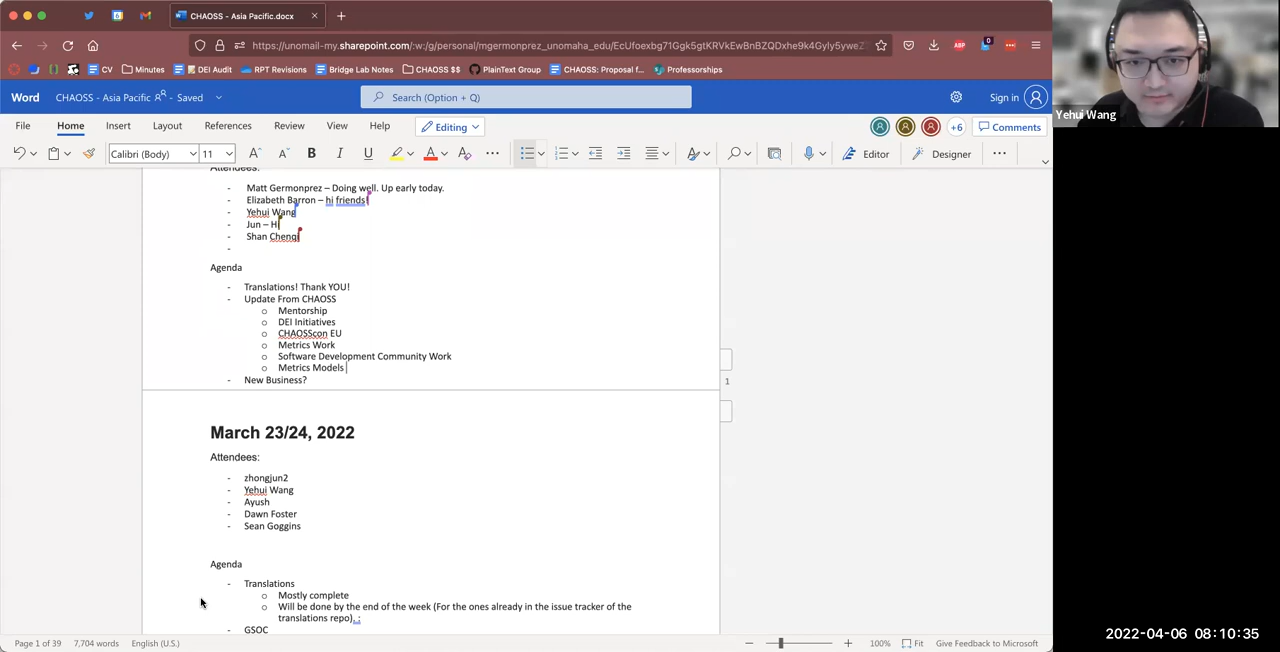 CHAOSS - Asia Pacific.docx
https://unomail-my.sharepoint.com/:w:/g/personal/mgermonprez_unomaha_edu/EcUfoexbg71Ggk5gtKRVkEwBnBZQDxhe9k4Gyly5yweZ
CV Minutes DEI Audit RPT Revisions Bridge Lab Notes CHAOSS $$ PlainText Group CHAOSS: Proposal f... Professorships
Word CHAOSS - Asia Pacific - Saved Search (Option + Q) Sign in
File Home Insert Layout References Review View Help Editing +6 Comments
Calibri (Body) 11 B I U A Editor Designer
Attendees:
- Matt Germonprez – Doing well. Up early today.
- Elizabeth Barron – hi friends!
- Yehui Wang
- Jun – Hi
- Shan Chenqi
-
Agenda
- Translations! Thank YOU!
- Update From CHAOSS
o Mentorship
o DEI Initiatives
o CHAOSScon EU
o Metrics Work
o Software Development Community Work
o Metrics Models
- New Business?
1
March 23/24, 2022
Attendees:
- zhongjun2
- Yehui Wang
- Ayush
- Dawn Foster
- Sean Goggins
Agenda
- Translations
o Mostly complete
o Will be done by the end of the week (For the ones already in the issue tracker of the
translations repo), :
- GSOC
Page 1 of 39 7,704 words English (U.S.) 100% Fit Give Feedback to Microsoft
Yehui Wang
2022-04-06 08:10:35